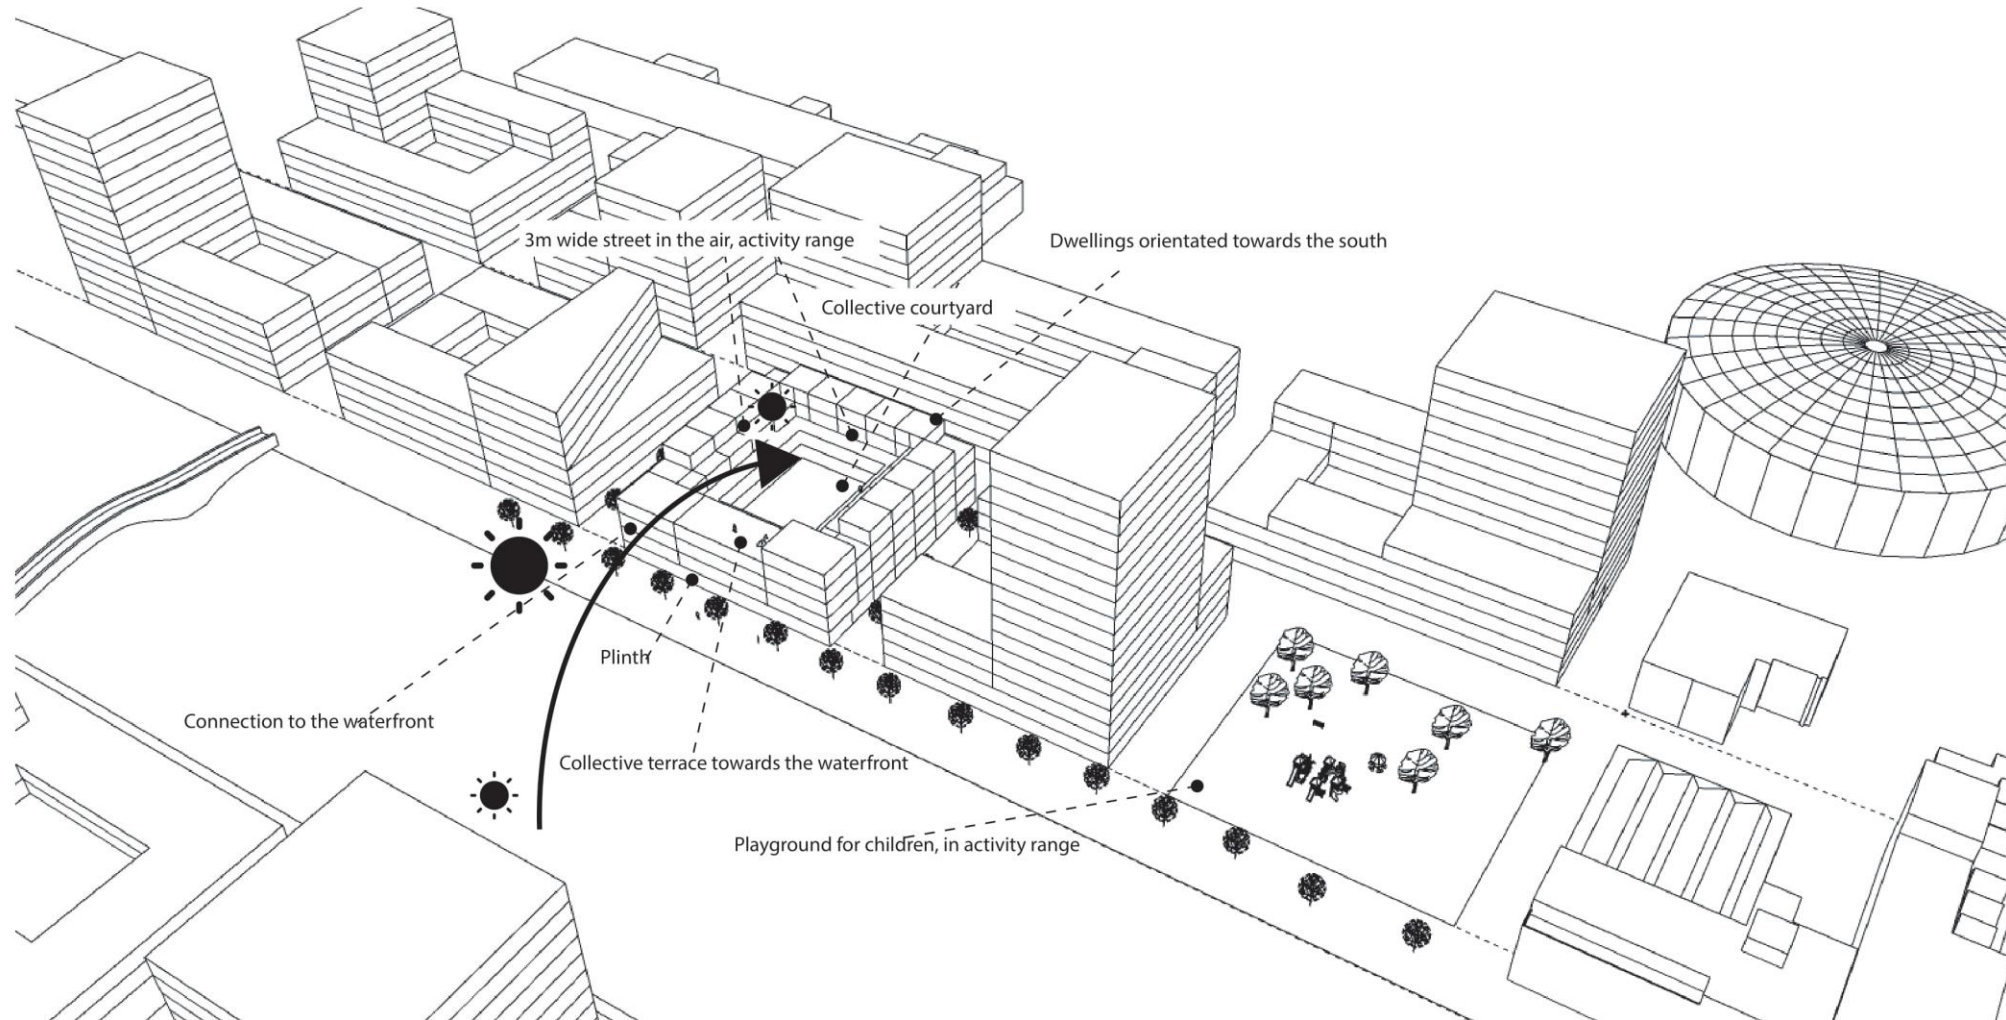 3m wide street in the air, activity range
Dwellings orientated towards the south
Collective courtyard
Plinth
Connection to the waterfront
Collective terrace towards the waterfront
Playground for children, in activity range